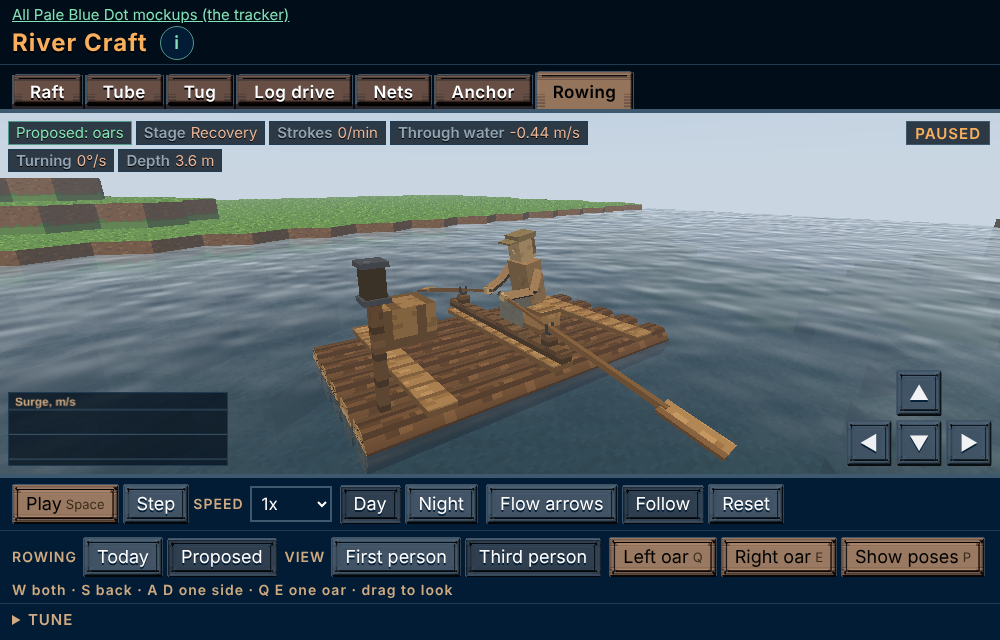 All Pale Blue Dot mockups (the tracker)
River Craft i
Raft Tube Tug Log drive Nets Anchor Rowing
Proposed: oars Stage Recovery Strokes 0/min Through water -0.44 m/s PAUSED
Turning 0°/s Depth 3.6 m
Surge, m/s
Play Space Step SPEED 1x Day Night Flow arrows Follow Reset
ROWING Today Proposed VIEW First person Third person Left oar Q Right oar E Show poses P
W both · S back · A D one side · Q E one oar · drag to look
TUNE